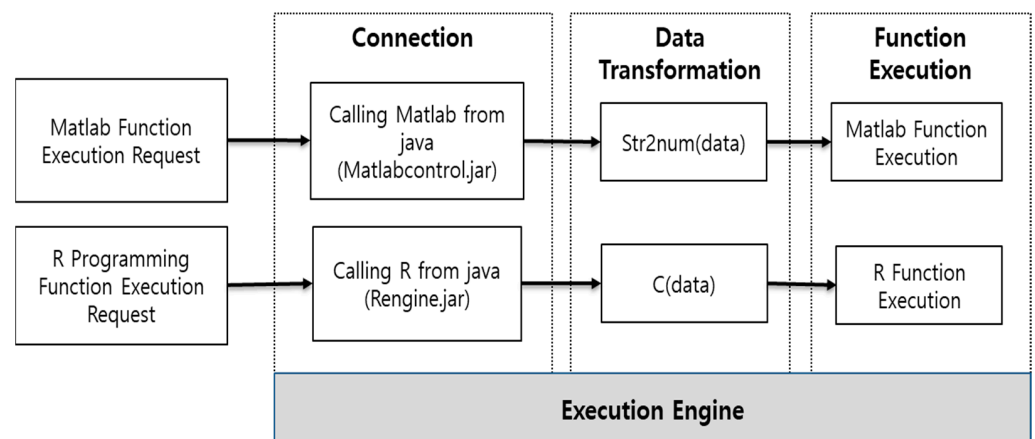 Connection
Data
Transformation
Function
Execution
Matlab Function
Execution Request
Calling Matlab from
java
(Matlabcontrol.jar)
Str2num(data)
Matlab Function
Execution
R Programming
Function Execution
Request
Calling R from java
(Rengine.jar)
C(data)
R Function
Execution
Execution Engine